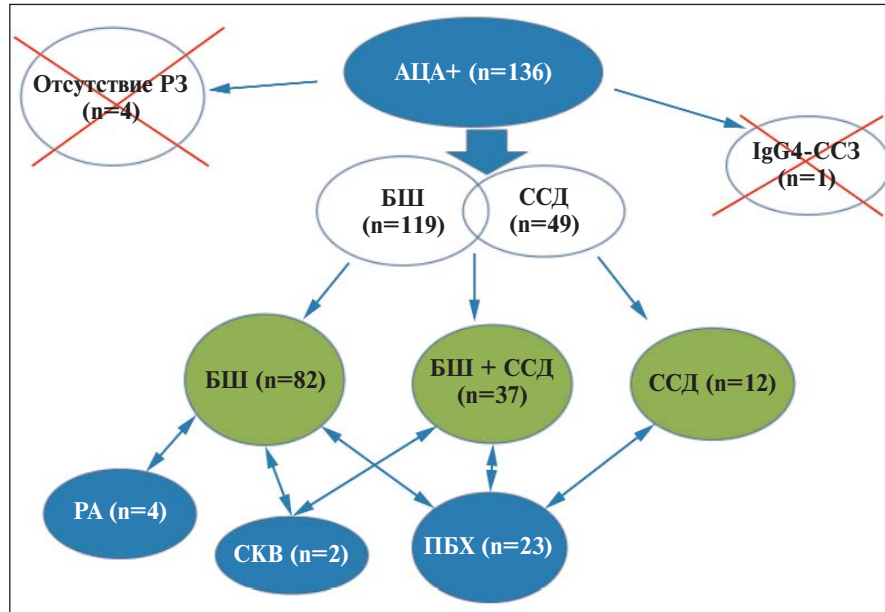 Отсутствие РЗ
(n=4)
АЦА+ (n=136)
IgG4-ССЗ
(n=1)
БШ
(n=119)
ССД
(n=49)
БШ (n=82)
БШ + ССД
(n=37)
ССД (n=12)
РА (n=4)
СКВ (n=2)
ПБХ (n=23)